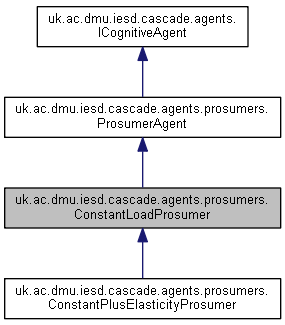 uk.ac.dmu.iesd.cascade.agents.
ICognitiveAgent
uk.ac.dmu.iesd.cascade.agents.prosumers.
ProsumerAgent
uk.ac.dmu.iesd.cascade.agents.prosumers.
ConstantLoadProsumer
uk.ac.dmu.iesd.cascade.agents.prosumers.
ConstantPlusElasticityProsumer